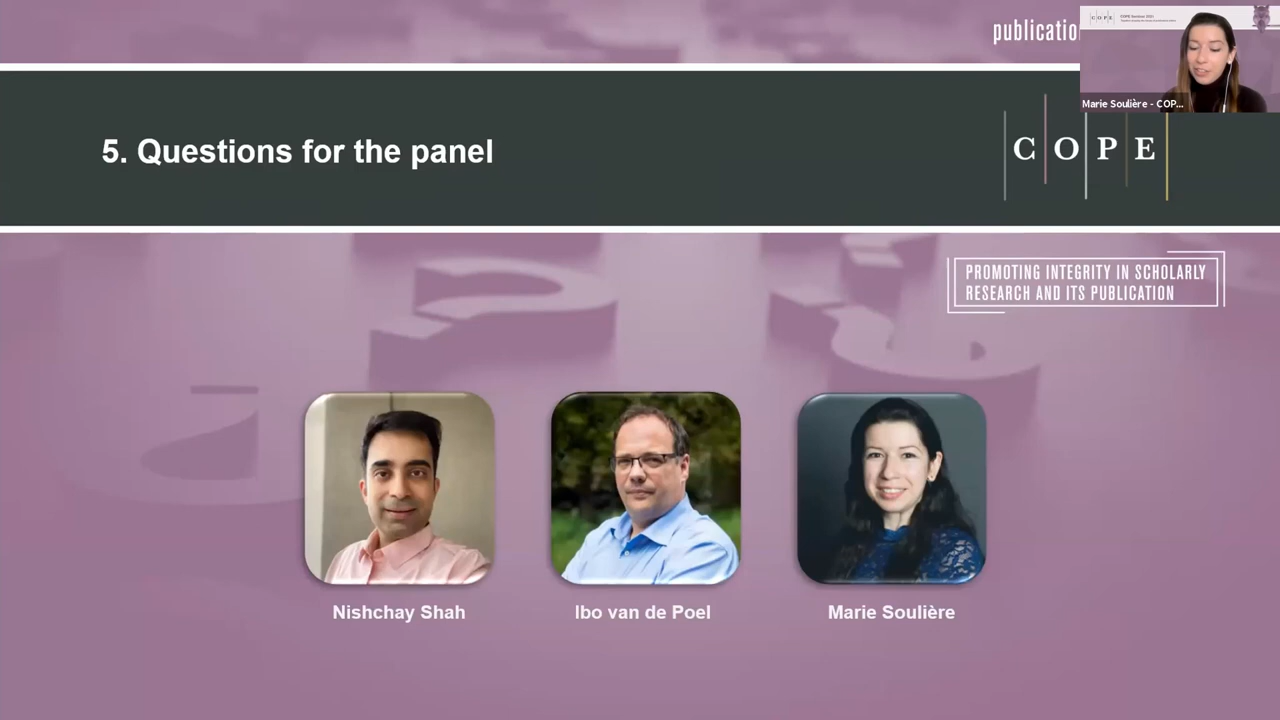 publicatio
COPE
Marie Soulière - COP...
5. Questions for the panel
C O P E
PROMOTING INTEGRITY IN SCHOLARLY
RESEARCH AND ITS PUBLICATION
Nishchay Shah
Ibo van de Poel
Marie Soulière